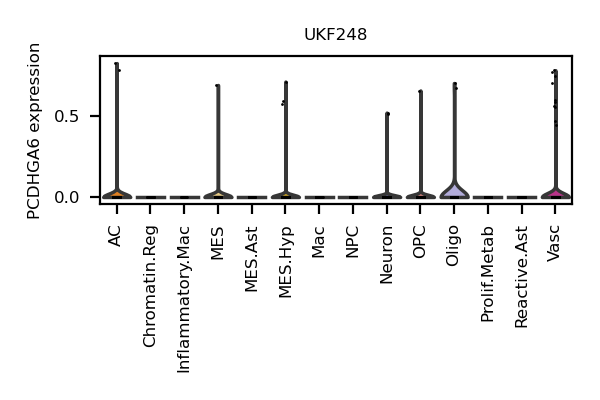 UKF248
PCDHGA6 expression
0.5
0.0
AC
Chromatin.Reg
Inflammatory.Mac
MES
MES.Ast
MES.Hyp
Mac
NPC
Neuron
OPC
Oligo
Prolif.Metab
Reactive.Ast
Vasc